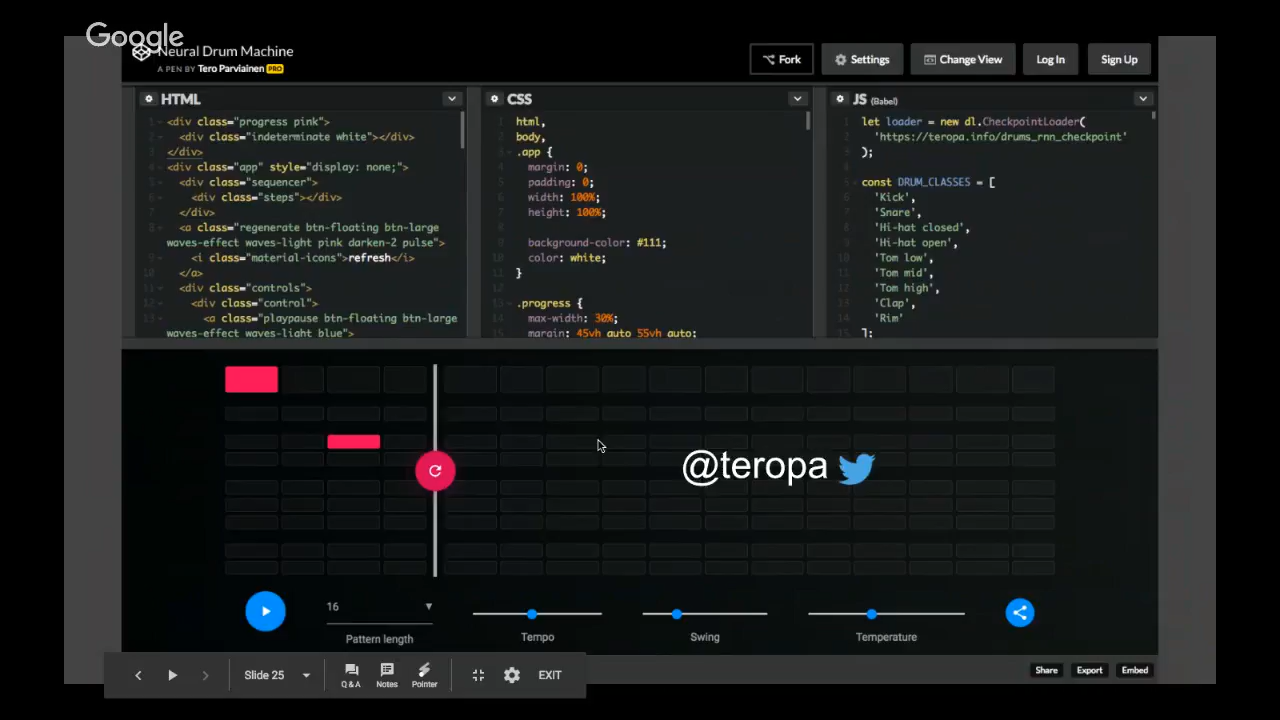 Google
Neural Drum Machine
A PEN BY Tero Parviainen PRO
Fork
Settings
Change View
Log In
Sign Up
HTML
<div class="progress pink">
<div class="indeterminate white"></div>
</div>
<div class="app" style="display: none;">
<div class="sequencer">
<div class="steps"></div>
</div>
<a class="regenerate btn-floating btn-large
waves-effect waves-light pink darken-2 pulse">
<i class="material-icons">refresh</i>
</a>
<div class="controls">
<div class="control">
<a class="playpause btn-floating btn-large
waves-effect waves-light blue">
CSS
html,
body,
.app {
margin: 0;
padding: 0;
width: 100%;
height: 100%;
background-color: #111;
color: white;
}
.progress {
max-width: 30%;
margin: 45vh auto 55vh auto;
JS (Babel)
let loader = new dl.CheckpointLoader(
'https://teropa.info/drums_rnn_checkpoint'
);
const DRUM_CLASSES = [
'Kick',
'Snare',
'Hi-hat closed',
'Hi-hat open',
'Tom low',
'Tom mid',
'Tom high',
'Clap',
'Rim'
];
@teropa
16
Pattern length
Tempo
Swing
Temperature
Slide 25
Q&A
Notes
Pointer
EXIT
Share
Export
Embed